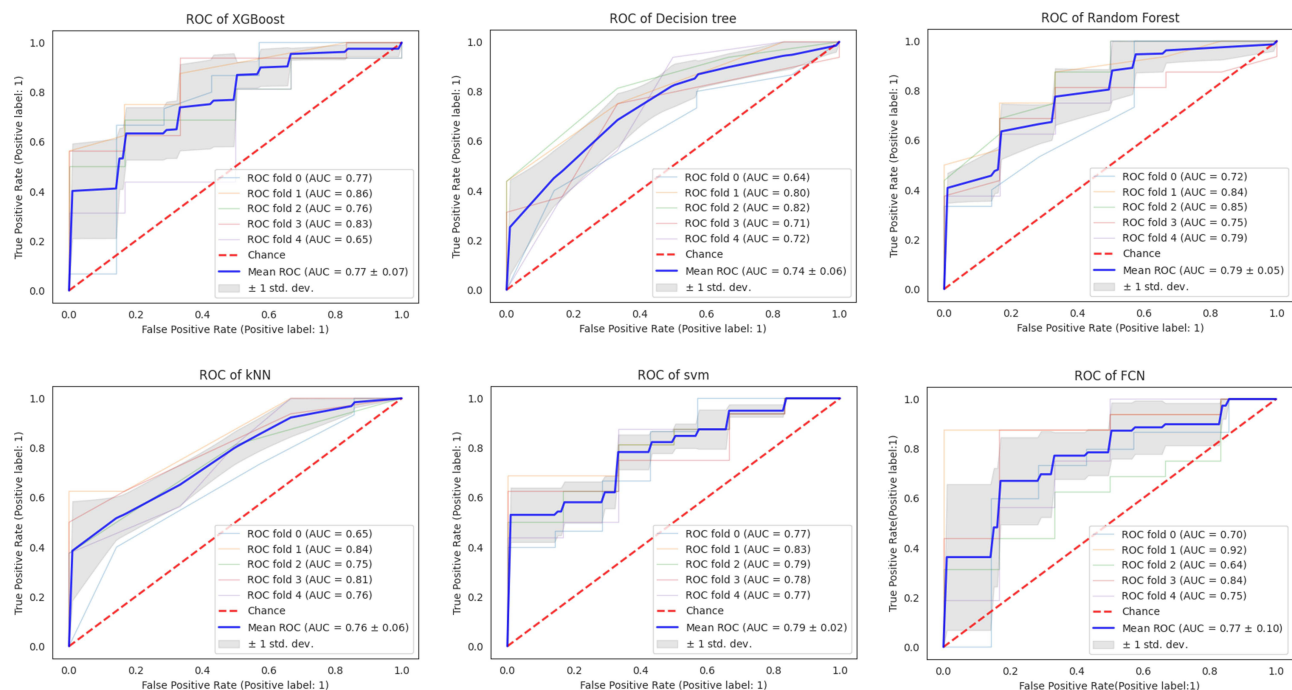 ROC of XGBoost
True Positive Rate (Positive label: 1)
1.0
0.8
0.6
0.4
0.2
0.0
ROC fold 0 (AUC = 0.77)
ROC fold 1 (AUC = 0.86)
ROC fold 2 (AUC = 0.76)
ROC fold 3 (AUC = 0.83)
ROC fold 4 (AUC = 0.65)
Chance
Mean ROC (AUC = 0.77 ± 0.07)
± 1 std. dev.
0.0 0.2 0.4 0.6 0.8 1.0
False Positive Rate (Positive label: 1)
ROC of Decision tree
True Positive Rate (Positive label: 1)
1.0
0.8
0.6
0.4
0.2
0.0
ROC fold 0 (AUC = 0.64)
ROC fold 1 (AUC = 0.80)
ROC fold 2 (AUC = 0.82)
ROC fold 3 (AUC = 0.71)
ROC fold 4 (AUC = 0.72)
Chance
Mean ROC (AUC = 0.74 ± 0.06)
± 1 std. dev.
0.0 0.2 0.4 0.6 0.8 1.0
False Positive Rate (Positive label: 1)
ROC of Random Forest
True Positive Rate (Positive label: 1)
1.0
0.8
0.6
0.4
0.2
0.0
ROC fold 0 (AUC = 0.72)
ROC fold 1 (AUC = 0.84)
ROC fold 2 (AUC = 0.85)
ROC fold 3 (AUC = 0.75)
ROC fold 4 (AUC = 0.79)
Chance
Mean ROC (AUC = 0.79 ± 0.05)
± 1 std. dev.
0.0 0.2 0.4 0.6 0.8 1.0
False Positive Rate (Positive label: 1)
ROC of kNN
True Positive Rate (Positive label: 1)
1.0
0.8
0.6
0.4
0.2
0.0
ROC fold 0 (AUC = 0.65)
ROC fold 1 (AUC = 0.84)
ROC fold 2 (AUC = 0.75)
ROC fold 3 (AUC = 0.81)
ROC fold 4 (AUC = 0.76)
Chance
Mean ROC (AUC = 0.76 ± 0.06)
± 1 std. dev.
0.0 0.2 0.4 0.6 0.8 1.0
False Positive Rate (Positive label: 1)
ROC of svm
True Positive Rate (Positive label: 1)
1.0
0.8
0.6
0.4
0.2
0.0
ROC fold 0 (AUC = 0.77)
ROC fold 1 (AUC = 0.83)
ROC fold 2 (AUC = 0.79)
ROC fold 3 (AUC = 0.78)
ROC fold 4 (AUC = 0.77)
Chance
Mean ROC (AUC = 0.79 ± 0.02)
± 1 std. dev.
0.0 0.2 0.4 0.6 0.8 1.0
False Positive Rate (Positive label: 1)
ROC of FCN
True Positive Rate(Positive label:1)
1.0
0.8
0.6
0.4
0.2
0.0
ROC fold 0 (AUC = 0.70)
ROC fold 1 (AUC = 0.92)
ROC fold 2 (AUC = 0.64)
ROC fold 3 (AUC = 0.84)
ROC fold 4 (AUC = 0.75)
Chance
Mean ROC (AUC = 0.77 ± 0.10)
± 1 std. dev.
0.0 0.2 0.4 0.6 0.8 1.0
False Positive Rate(Positive label:1)